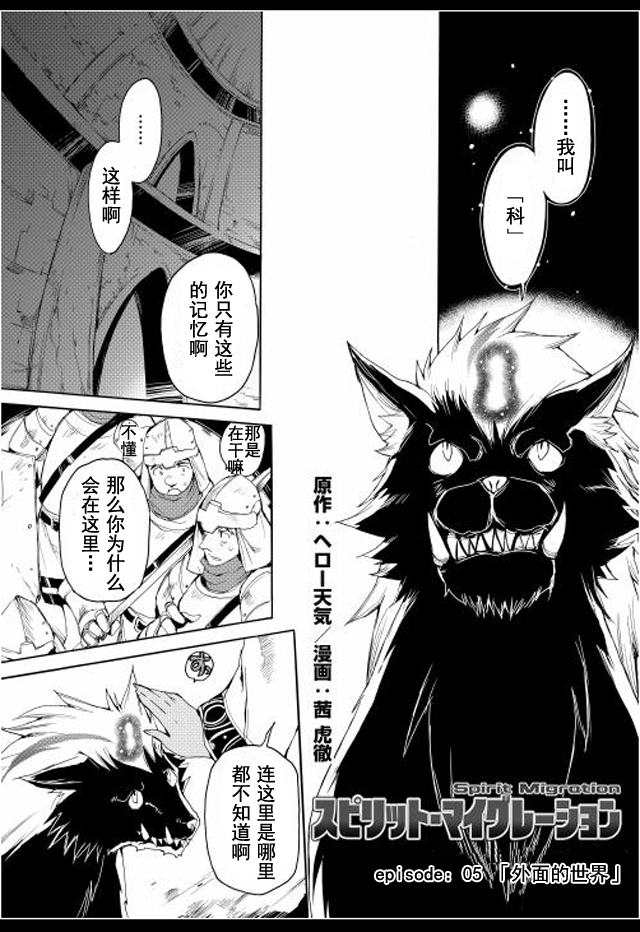 ……我叫
「科」
原作:ヘロー天気/漫画:茜 虎徹
Spirit Migration
スピリット・マイグレーション
episode: 05 「外面的世界」
……
这样啊
你只有这些
的记忆啊
那是
在干嘛
不懂
那么你为什么
会在这里…
连这里是哪里
都不知道啊